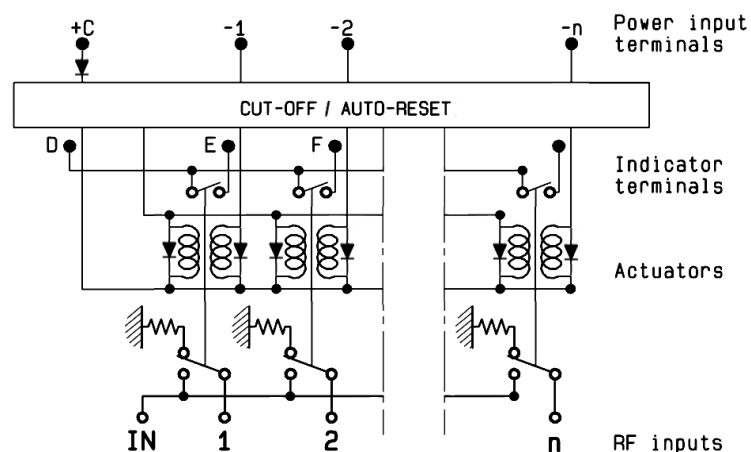 +C -1 -2 -n Power input
terminals
CUT-OFF / AUTO-RESET
D E F
Indicator
terminals
Actuators
IN 1 2 n RF inputs